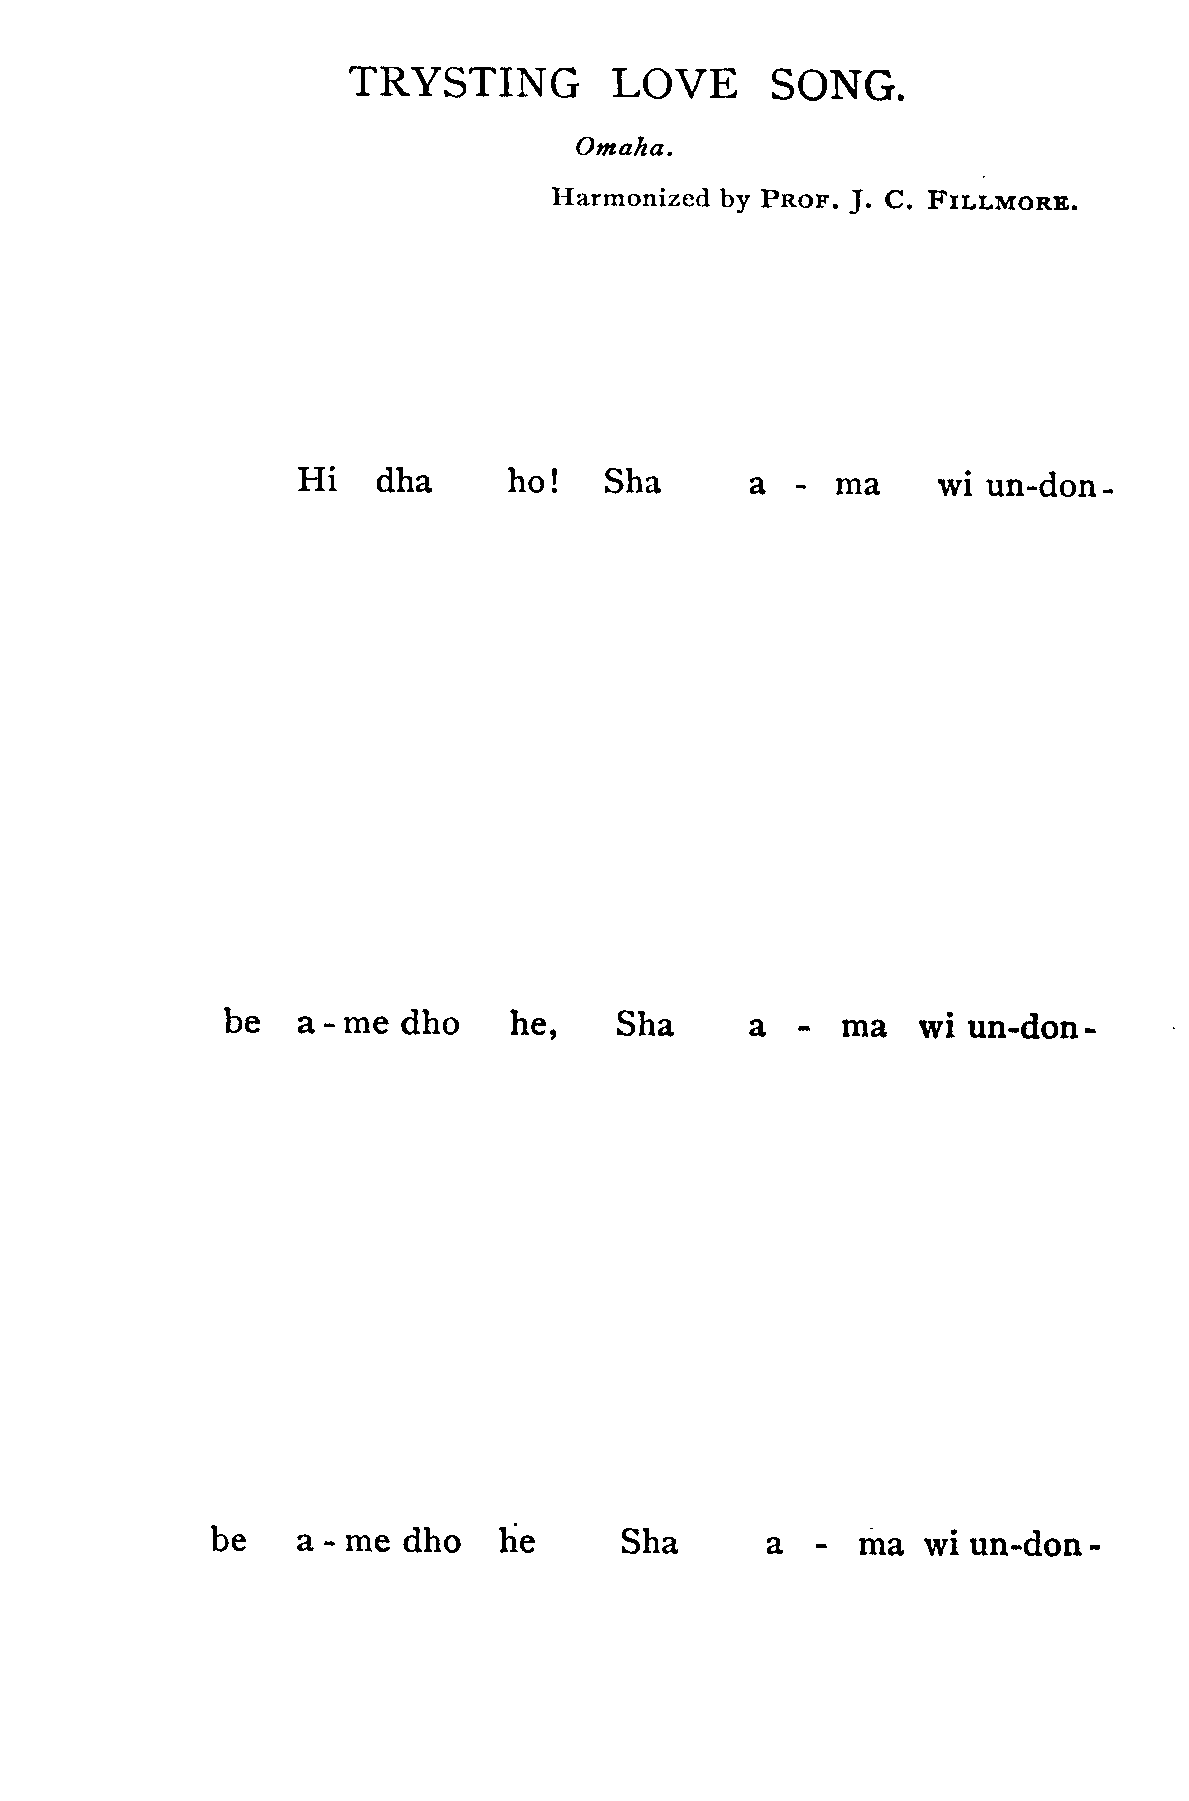 TRYSTING LOVE SONG.
Omaha.
Harmonized by PROF. J. C. FILLMORE.
Hi dha ho! Sha a - ma wi un-don-
be a - me dho he, Sha a - ma wi un-don-
be a - me dho he Sha a - ma wi un-don-